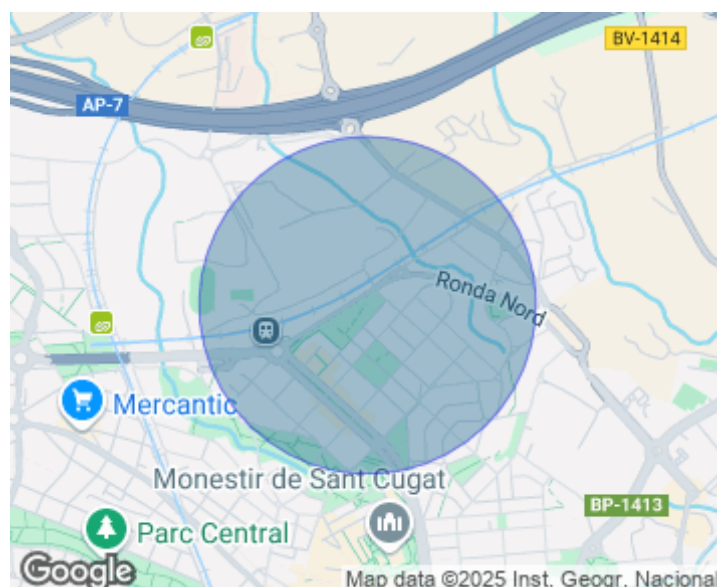 BV-1414
AP-7
Ronda Nord
Mercantic
Monestir de Sant Cugat
BP-1413
Parc Central
Google
Map data ©2025 Inst. Geogr. Nacional